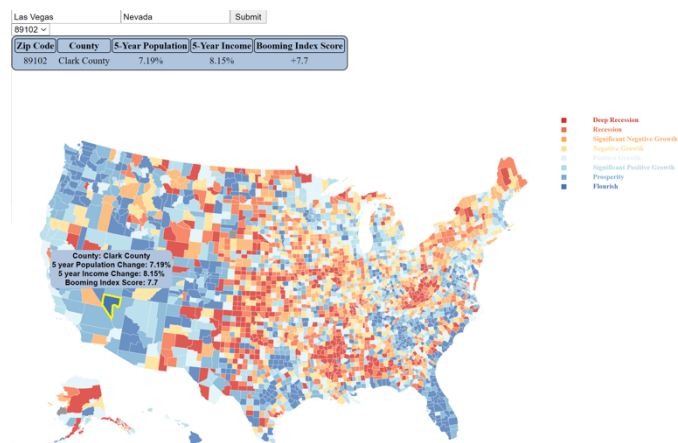 Las Vegas Nevada Submit
89102
Zip Code County 5-Year Population 5-Year Income Booming Index Score
89102 Clark County 7.19% 8.15% +7.7
Deep Recession
Recession
Significant Negative Growth
Negative Growth
Positive Growth
Significant Positive Growth
Prosperity
Flourish
County: Clark County
5 year Population Change: 7.19%
5 year Income Change: 8.15%
Booming Index Score: 7.7